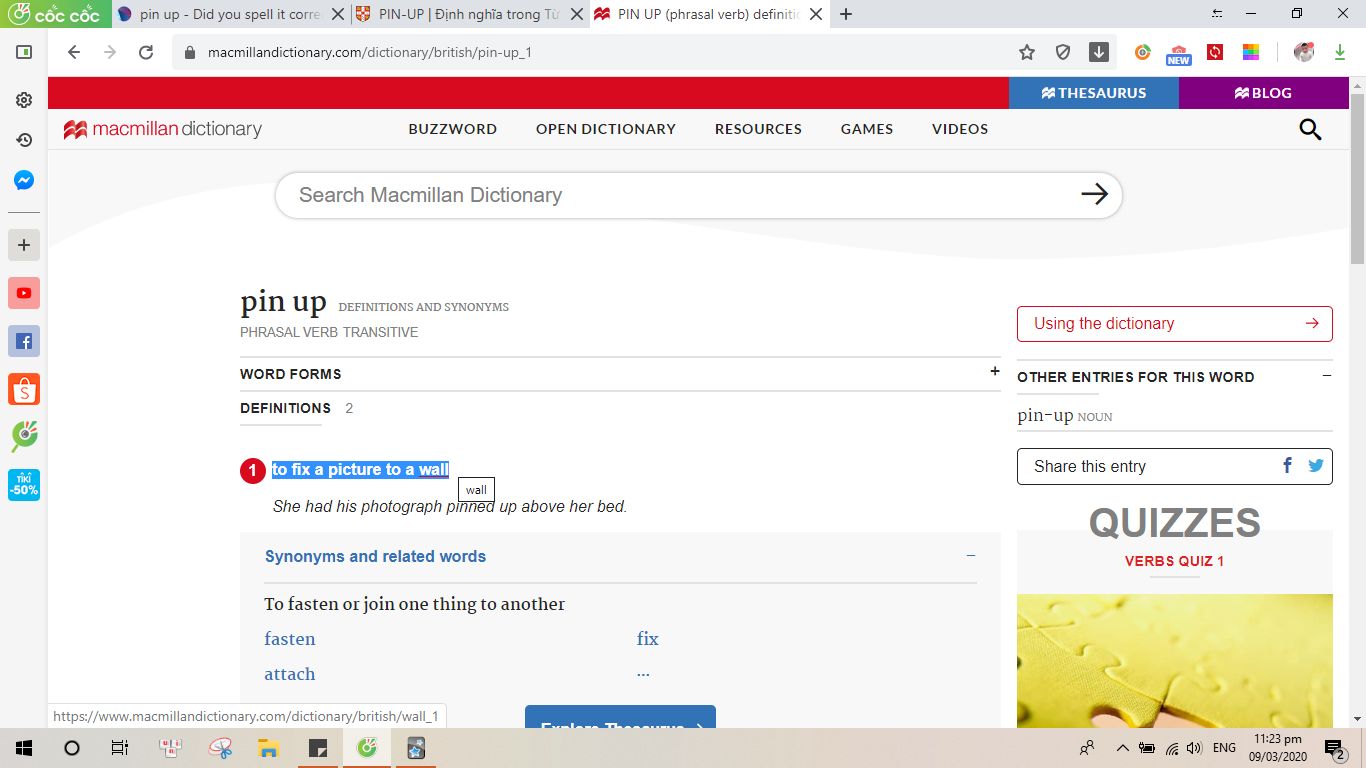 cốc cốc
pin up - Did you spell it corre
PIN-UP | Định nghĩa trong Từ
PIN UP (phrasal verb) definitio
macmillandictionary.com/dictionary/british/pin-up_1
NEW
THESAURUS
BLOG
macmillan dictionary
BUZZWORD
OPEN DICTIONARY
RESOURCES
GAMES
VIDEOS
Search Macmillan Dictionary
pin up DEFINITIONS AND SYNONYMS
PHRASAL VERB TRANSITIVE
Using the dictionary
WORD FORMS +
OTHER ENTRIES FOR THIS WORD –
DEFINITIONS 2
pin-up NOUN
1 to fix a picture to a wall
wall
Share this entry
She had his photograph pinned up above her bed.
QUIZZES
Synonyms and related words –
VERBS QUIZ 1
To fasten or join one thing to another
fasten
fix
attach
...
Explore Thesaurus
https://www.macmillandictionary.com/dictionary/british/wall_1
TIKI
-50%
ENG
11:23 pm
09/03/2020
2